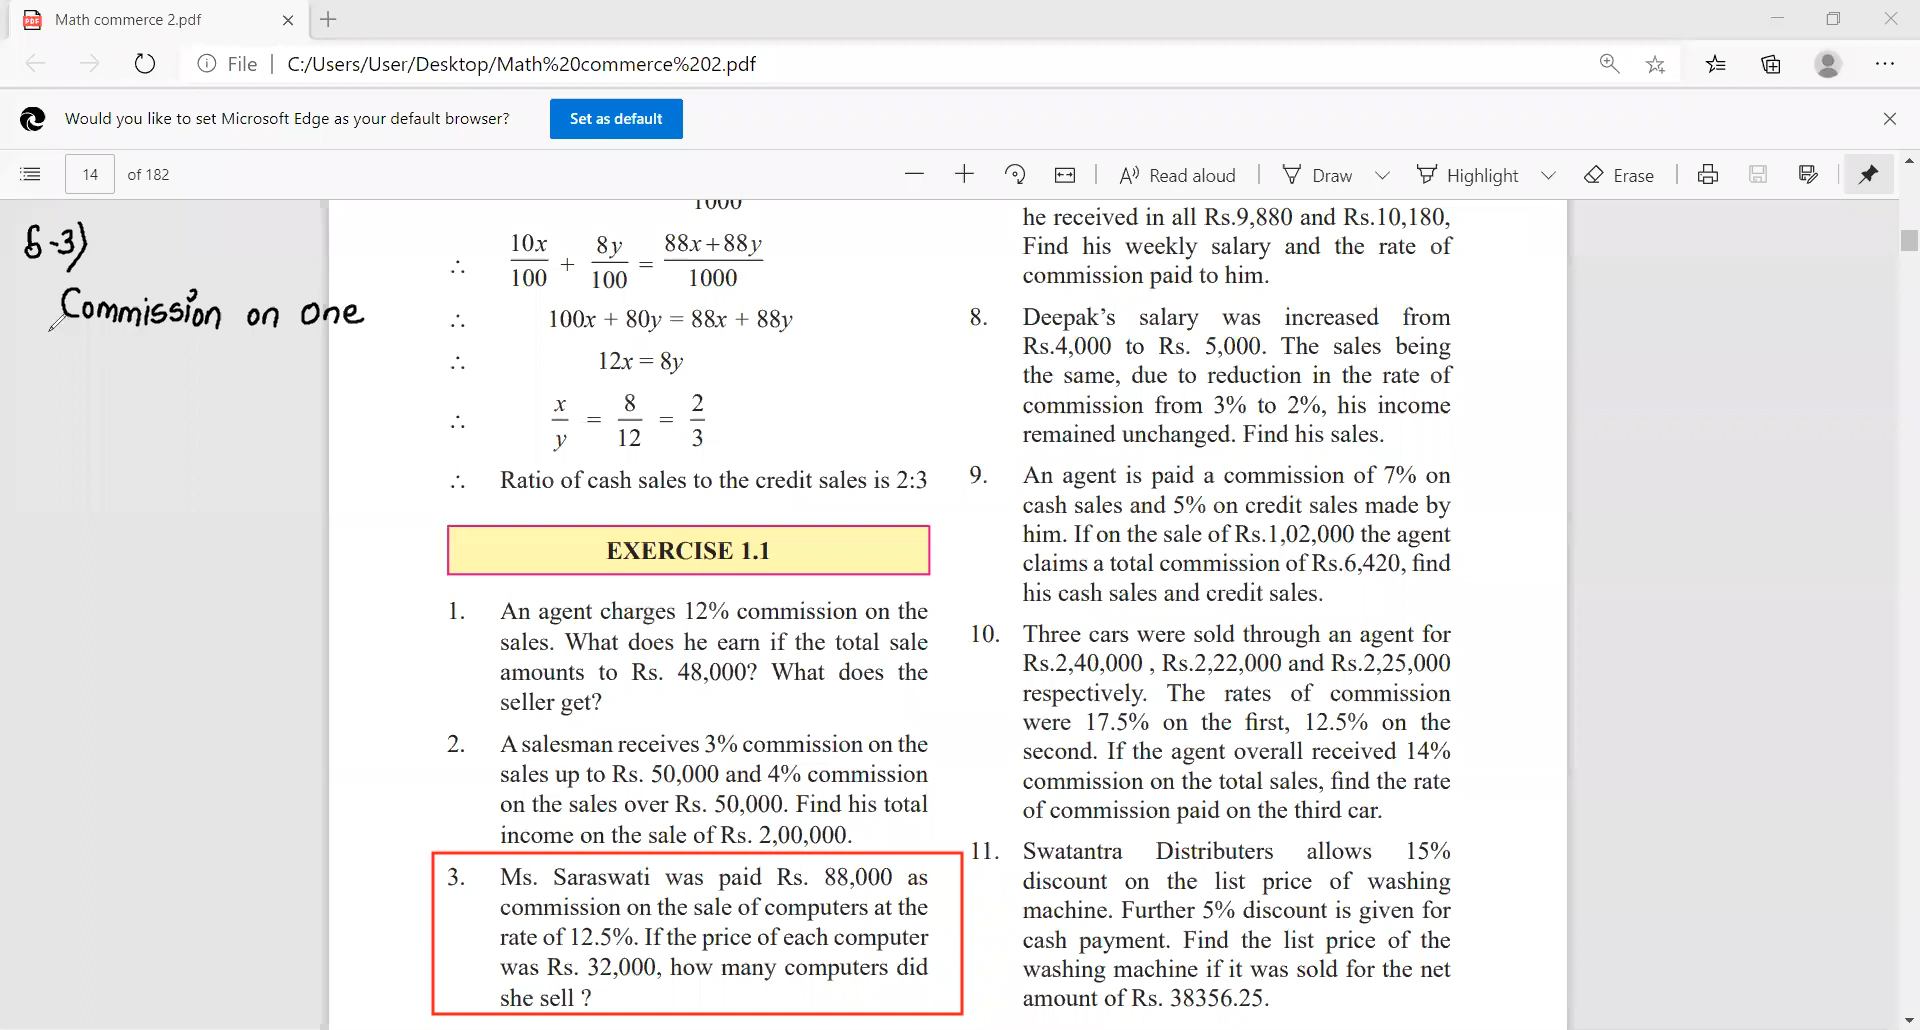 Math commerce 2.pdf
File | C:/Users/User/Desktop/Math%20commerce%202.pdf
Would you like to set Microsoft Edge as your default browser? Set as default
14 of 182 Read aloud Draw Highlight Erase
6-3)
Commission on one
1000
∴ 10x/100 + 8y/100 = 88x+88y/1000
∴ 100x + 80y = 88x + 88y
∴ 12x = 8y
∴ x/y = 8/12 = 2/3
∴ Ratio of cash sales to the credit sales is 2:3
EXERCISE 1.1
1. An agent charges 12% commission on the
sales. What does he earn if the total sale
amounts to Rs. 48,000? What does the
seller get?
2. A salesman receives 3% commission on the
sales up to Rs. 50,000 and 4% commission
on the sales over Rs. 50,000. Find his total
income on the sale of Rs. 2,00,000.
3. Ms. Saraswati was paid Rs. 88,000 as
commission on the sale of computers at the
rate of 12.5%. If the price of each computer
was Rs. 32,000, how many computers did
she sell ?
he received in all Rs.9,880 and Rs.10,180,
Find his weekly salary and the rate of
commission paid to him.
8. Deepak's salary was increased from
Rs.4,000 to Rs. 5,000. The sales being
the same, due to reduction in the rate of
commission from 3% to 2%, his income
remained unchanged. Find his sales.
9. An agent is paid a commission of 7% on
cash sales and 5% on credit sales made by
him. If on the sale of Rs.1,02,000 the agent
claims a total commission of Rs.6,420, find
his cash sales and credit sales.
10. Three cars were sold through an agent for
Rs.2,40,000 , Rs.2,22,000 and Rs.2,25,000
respectively. The rates of commission
were 17.5% on the first, 12.5% on the
second. If the agent overall received 14%
commission on the total sales, find the rate
of commission paid on the third car.
11. Swatantra Distributers allows 15%
discount on the list price of washing
machine. Further 5% discount is given for
cash payment. Find the list price of the
washing machine if it was sold for the net
amount of Rs. 38356.25.